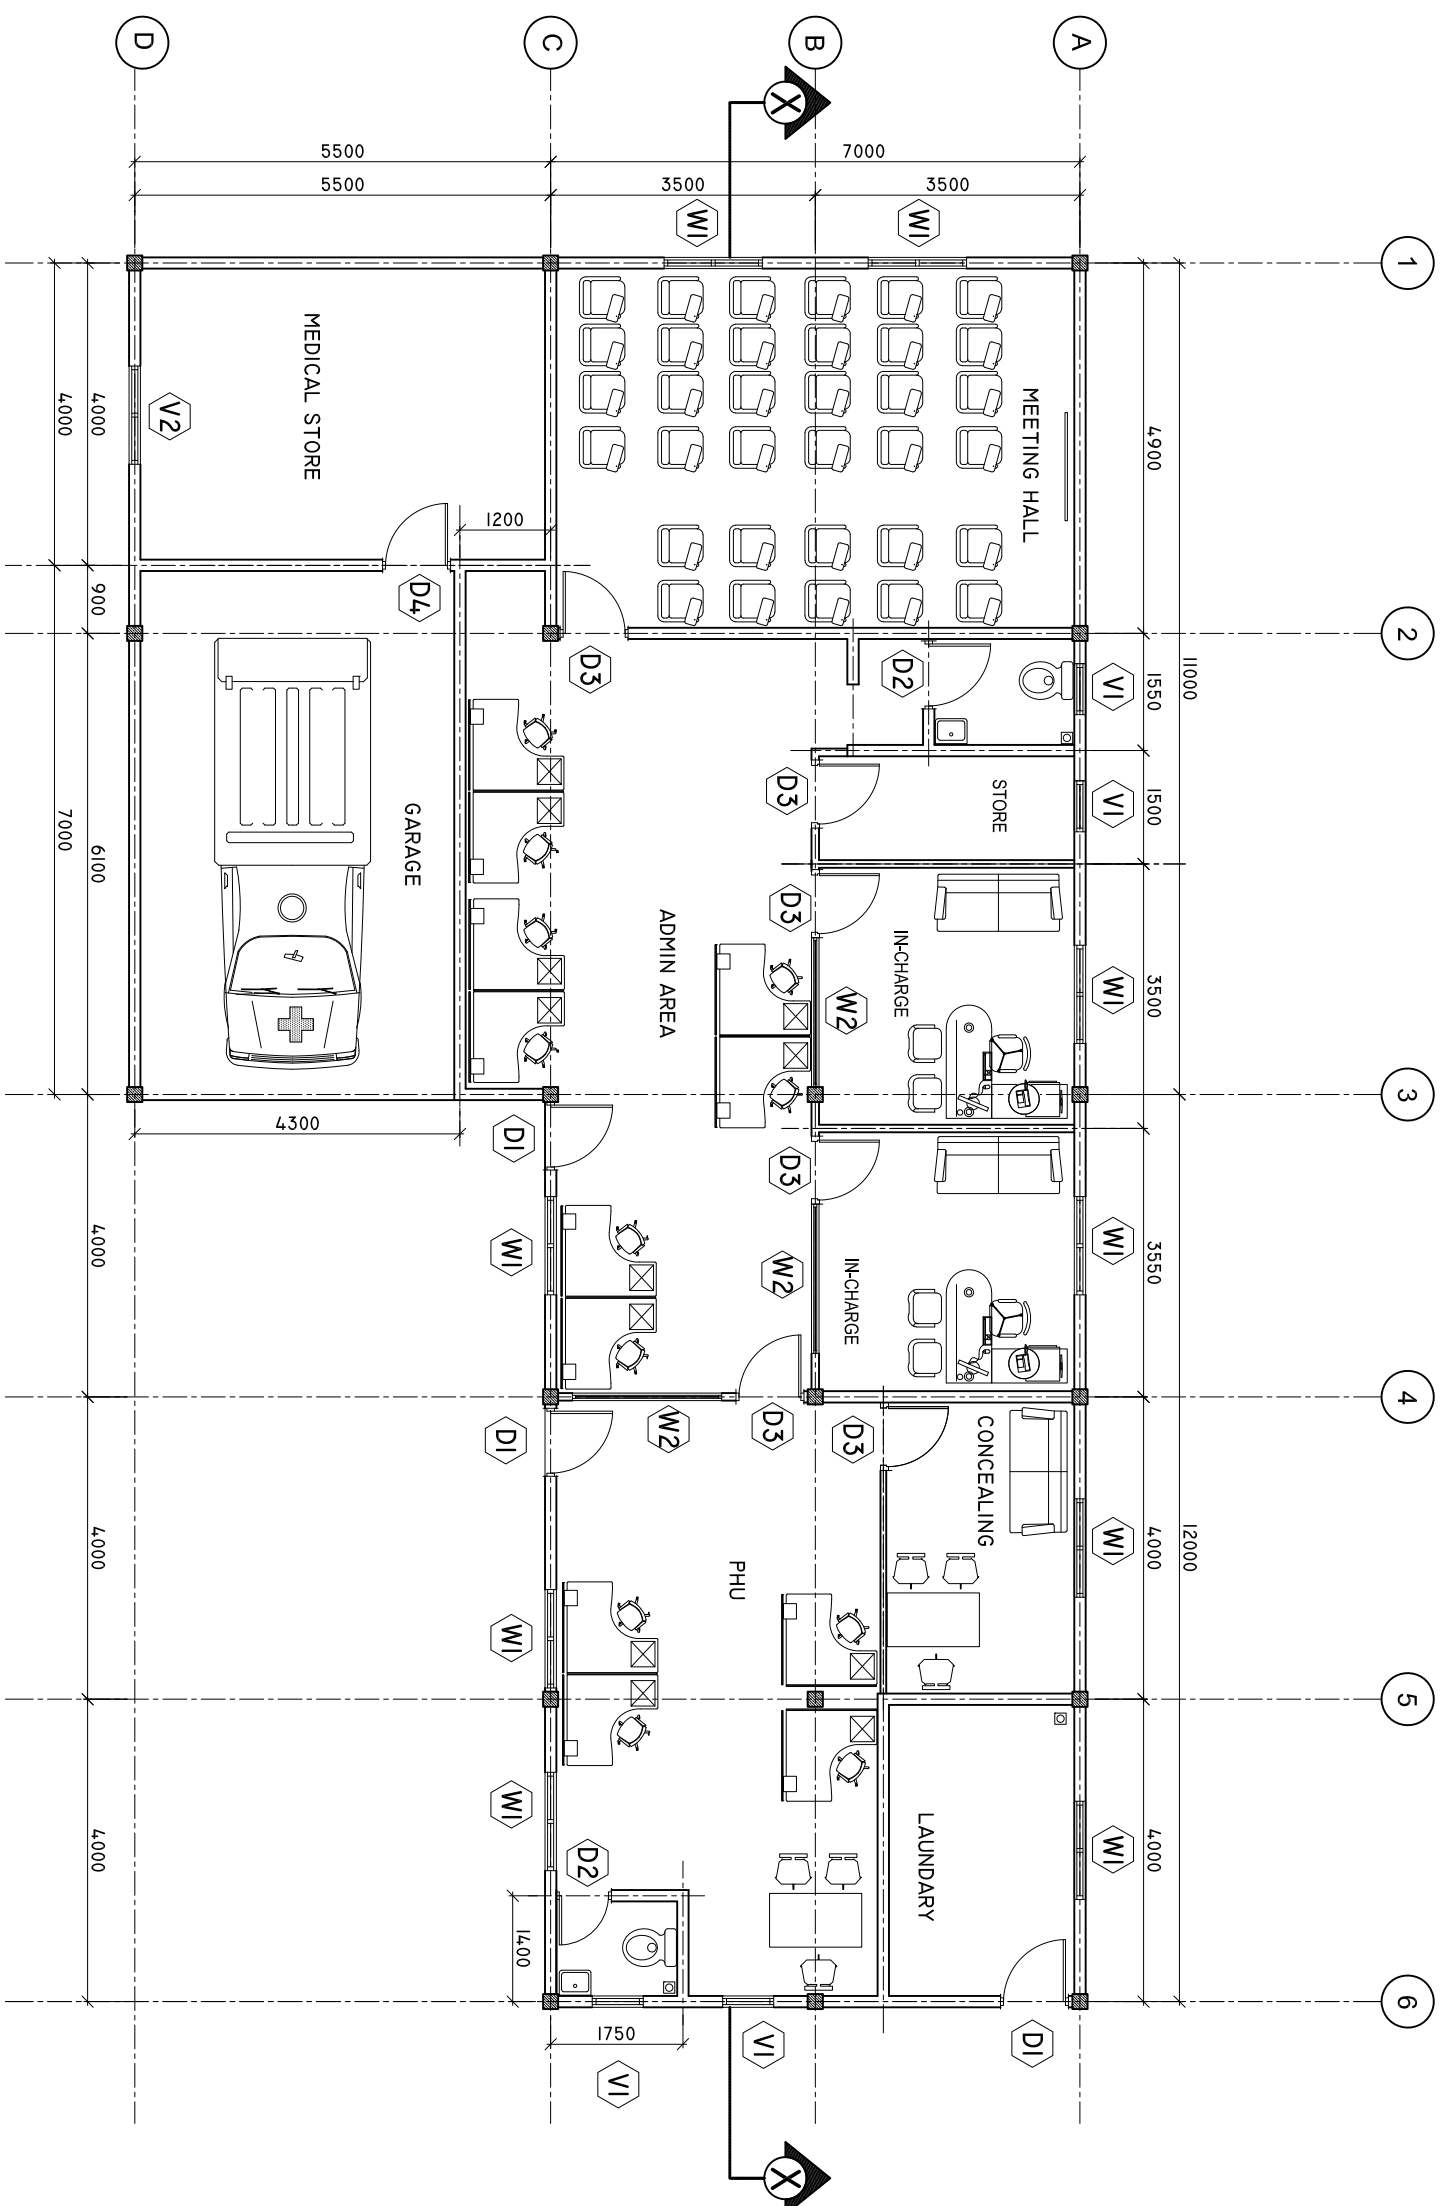 1
2
3
4
5
6
11000
12000
4900
1550
1500
3500
3550
4000
4000
V1
V1
W1
W1
W1
W1
A
MEETING HALL
D1
STORE
CONCEALING
3500
W1
LAUNDARY
D2
IN-CHARGE
7000
W2
IN-CHARGE
D3
B
X
D3
D3
D3
W2
D3
V1
X
PHU
3500
W1
ADMIN AREA
W2
1750
V1
D3
D2
C
1200
D1
W1
D1
W1
W1
1400
D4
GARAGE
5500
5500
MEDICAL STORE
4300
V2
D
4000
900
6100
4000
4000
4000
4000
7000